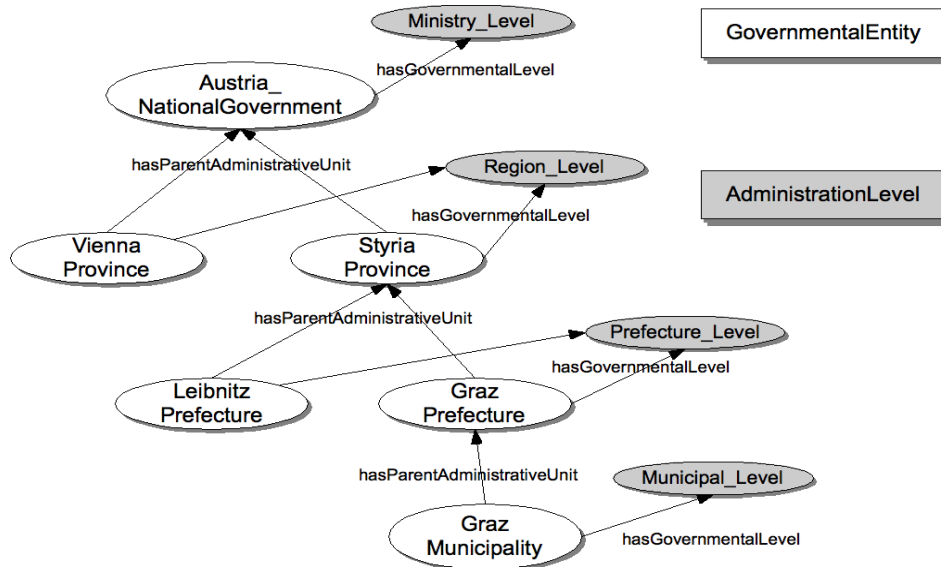 Ministry_Level
GovernmentalEntity
hasGovernmentalLevel
Austria_
NationalGovernment
hasParentAdministrativeUnit
Region_Level
AdministrationLevel
hasGovernmentalLevel
Vienna
Province
Styria
Province
hasParentAdministrativeUnit
Prefecture_Level
hasGovernmentalLevel
Leibnitz
Prefecture
Graz
Prefecture
hasParentAdministrativeUnit
Municipal_Level
Graz
Municipality
hasGovernmentalLevel